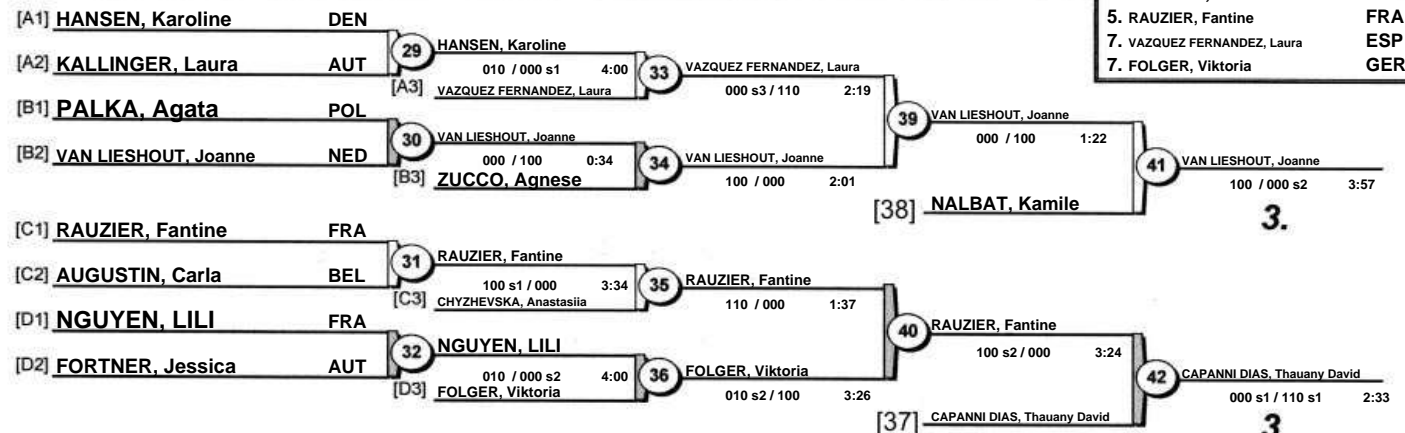 5. RAUZIER, Fantine FRA
7. VAZQUEZ FERNANDEZ, Laura ESP
7. FOLGER, Viktoria GER
[A1] HANSEN, Karoline DEN
[A2] KALLINGER, Laura AUT
29 HANSEN, Karoline
010 / 000 s1 4:00
[A3] VAZQUEZ FERNANDEZ, Laura
33 VAZQUEZ FERNANDEZ, Laura
000 s3 / 110 2:19
[B1] PALKA, Agata POL
[B2] VAN LIESHOUT, Joanne NED
30 VAN LIESHOUT, Joanne
000 / 100 0:34
[B3] ZUCCO, Agnese
34 VAN LIESHOUT, Joanne
100 / 000 2:01
39 VAN LIESHOUT, Joanne
000 / 100 1:22
[38] NALBAT, Kamile
41 VAN LIESHOUT, Joanne
100 / 000 s2 3:57
3.
[C1] RAUZIER, Fantine FRA
[C2] AUGUSTIN, Carla BEL
31 RAUZIER, Fantine
100 s1 / 000 3:34
[C3] CHYZHEVSKA, Anastasiia
35 RAUZIER, Fantine
110 / 000 1:37
[D1] NGUYEN, LILI FRA
[D2] FORTNER, Jessica AUT
32 NGUYEN, LILI
010 / 000 s2 4:00
[D3] FOLGER, Viktoria
36 FOLGER, Viktoria
010 s2 / 100 3:26
40 RAUZIER, Fantine
100 s2 / 000 3:24
[37] CAPANNI DIAS, Thauany David
42 CAPANNI DIAS, Thauany David
000 s1 / 110 s1 2:33
3